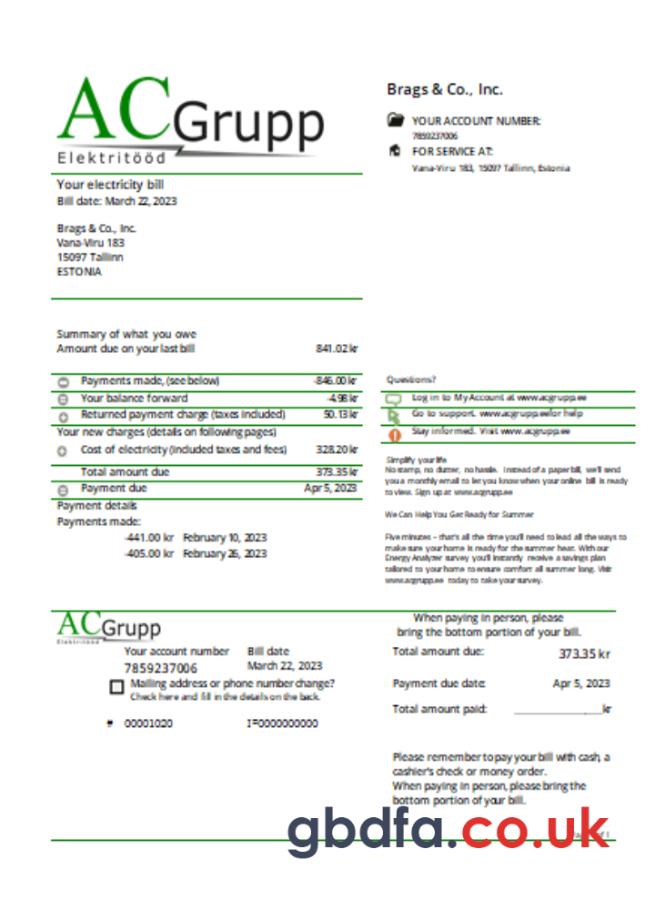 ACGrupp
Elektritööd
Your electricity bill
Bill date: March 22, 2023
Brags & Co., Inc.
Vana-Viru 183
15097 Tallinn
ESTONIA
Brags & Co., Inc.
YOUR ACCOUNT NUMBER:
7859237006
FOR SERVICE AT:
Vana-Viru 183, 15097 Tallinn, Estonia
Summary of what you owe
Amount due on your last bill 841.02 kr
Payments made, (see below) -846.00 kr
Your balance forward -4.98 kr
Returned payment charge (taxes included) 50.13 kr
Your new charges (details on following pages)
Cost of electricity (included taxes and fees) 328.20 kr
Total amount due 373.35 kr
Payment due Apr 5, 2023
Payment details
Payments made:
-441.00 kr February 10, 2023
-405.00 kr February 26, 2023
Questions?
Log in to My Account at www.acgrupp.ee
Go to support. www.acgrupp.ee for help
Stay informed. Visit www.acgrupp.ee
Simplify your life
No stamp, no clutter, no hassle. Instead of a paper bill, we'll send
you a monthly email to let you know when your online bill is ready
to view. Sign up at www.acgrupp.ee
We Can Help You Get Ready for Summer
Five minutes – that's all the time you'll need to lead all the ways to
make sure your home is ready for the summer heat. With our
Energy Analyzer survey you'll instantly receive a savings plan
tailored to your home to ensure comfort all summer long. Visit
www.acgrupp.ee today to take your survey.
ACGrupp
Elektritööd
Your account number Bill date
7859237006 March 22, 2023
Mailing address or phone number change?
Check here and fill in the details on the back.
# 00001020 I=0000000000
When paying in person, please
bring the bottom portion of your bill.
Total amount due: 373.35 kr
Payment due date: Apr 5, 2023
Total amount paid: ________________kr
Please remember to pay your bill with cash, a
cashier's check or money order.
When paying in person, please bring the
bottom portion of your bill.
gbdfa.co.uk